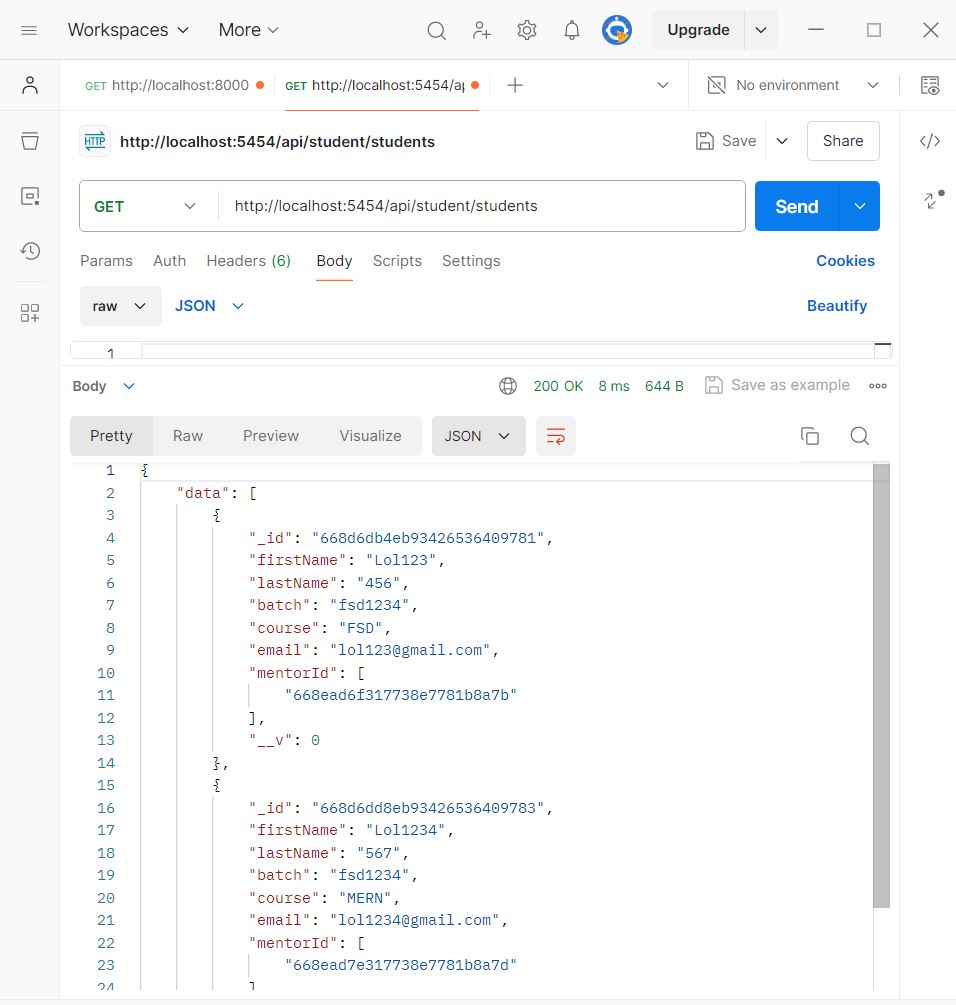 Workspaces More Upgrade
GET http://localhost:8000 GET http://localhost:5454/ap No environment
HTTP http://localhost:5454/api/student/students Save Share
GET http://localhost:5454/api/student/students Send
Params Auth Headers (6) Body Scripts Settings Cookies
raw JSON Beautify
1
Body 200 OK 8 ms 644 B Save as example
Pretty Raw Preview Visualize JSON
1 {
2 "data": [
3 {
4 "_id": "668d6db4eb93426536409781",
5 "firstName": "Lol123",
6 "lastName": "456",
7 "batch": "fsd1234",
8 "course": "FSD",
9 "email": "lol123@gmail.com",
10 "mentorId": [
11 "668ead6f317738e7781b8a7b"
12 ],
13 "__v": 0
14 },
15 {
16 "_id": "668d6dd8eb93426536409783",
17 "firstName": "Lol1234",
18 "lastName": "567",
19 "batch": "fsd1234",
20 "course": "MERN",
21 "email": "lol1234@gmail.com",
22 "mentorId": [
23 "668ead7e317738e7781b8a7d"
24 ]